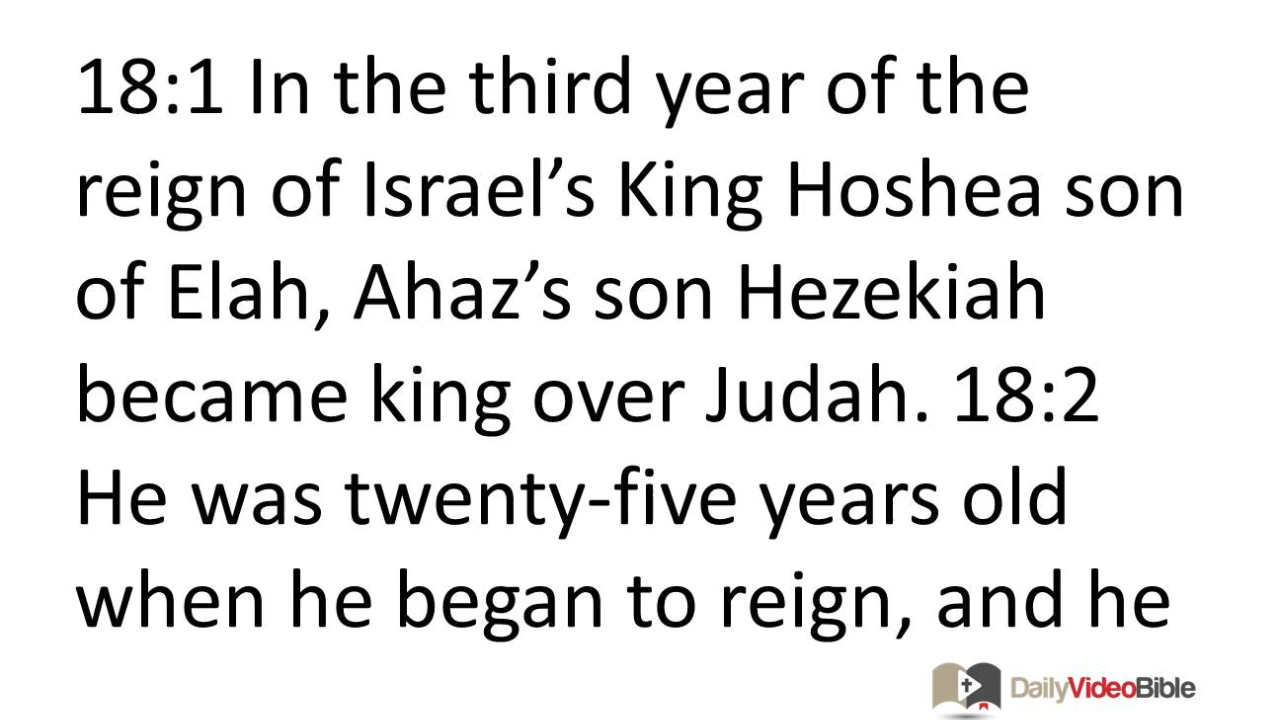 18:1 In the third year of the
reign of Israel’s King Hoshea son
of Elah, Ahaz’s son Hezekiah
became king over Judah. 18:2
He was twenty-five years old
when he began to reign, and he
DailyVideoBible